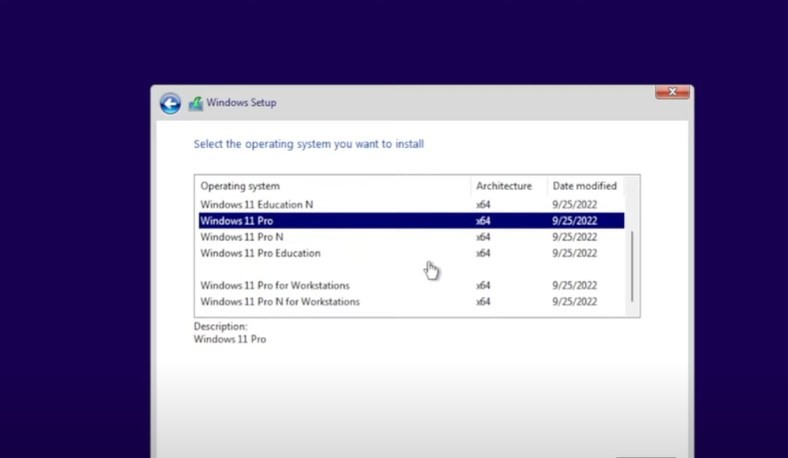 Windows Setup
Select the operating system you want to install
Operating system Architecture Date modified
Windows 11 Education N x64 9/25/2022
Windows 11 Pro x64 9/25/2022
Windows 11 Pro N x64 9/25/2022
Windows 11 Pro Education x64 9/25/2022
Windows 11 Pro for Workstations x64 9/25/2022
Windows 11 Pro N for Workstations x64 9/25/2022
Description:
Windows 11 Pro